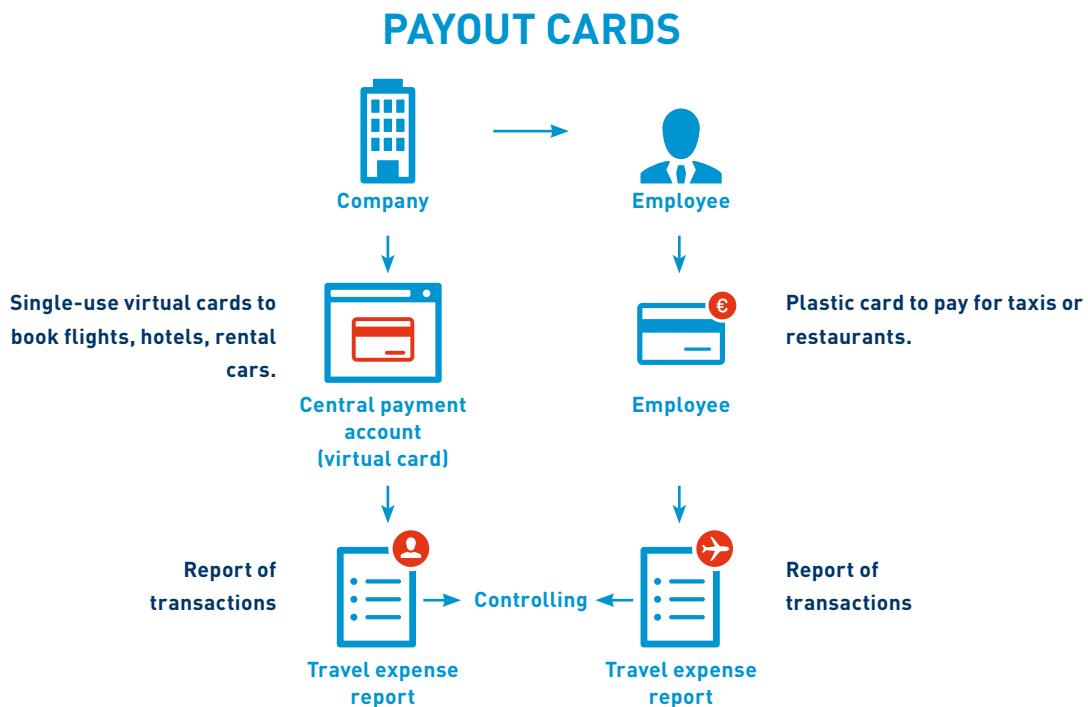 PAYOUT CARDS
Company
Employee
Single-use virtual cards to
book flights, hotels, rental
cars.
€
Plastic card to pay for taxis or
restaurants.
Central payment
account
(virtual card)
Employee
Report of
transactions
Controlling
Report of
transactions
Travel expense
report
Travel expense
report